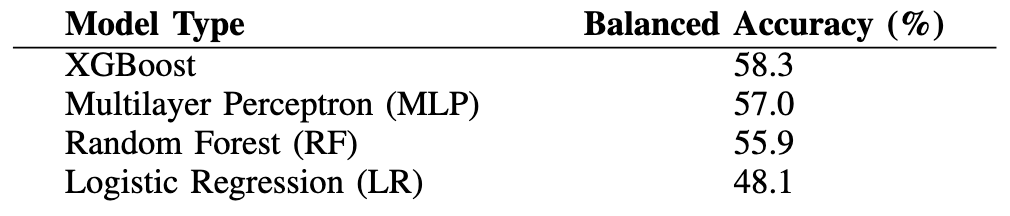 Model Type Balanced Accuracy (%)
XGBoost 58.3
Multilayer Perceptron (MLP) 57.0
Random Forest (RF) 55.9
Logistic Regression (LR) 48.1